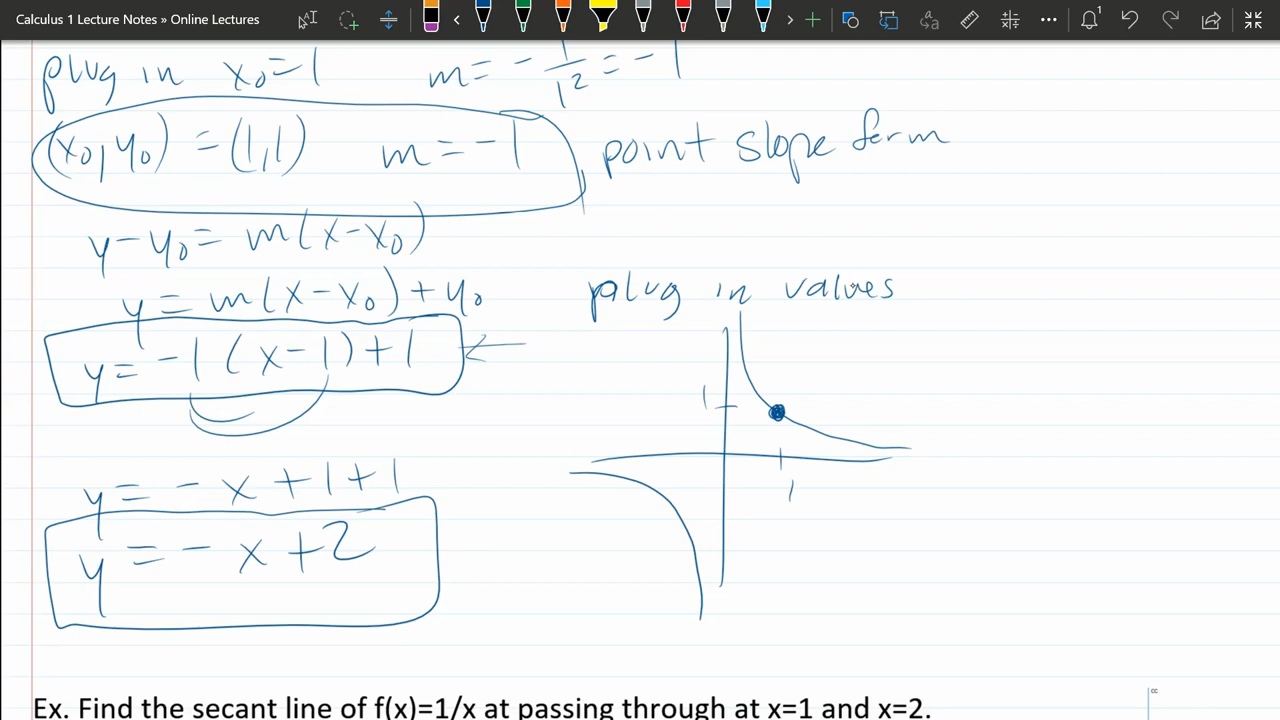 Calculus 1 Lecture Notes » Online Lectures
plug in x₀=1 m = - 1/1² = -1
(x₀, y₀) = (1,1) m = -1 point slope form
y - y₀ = m(x - x₀)
y = m(x - x₀) + y₀ plug in values
y = -1(x-1)+1
1
1
y = - x + 1 + 1
y = - x + 2
Ex. Find the secant line of f(x)=1/x at passing through at x=1 and x=2.